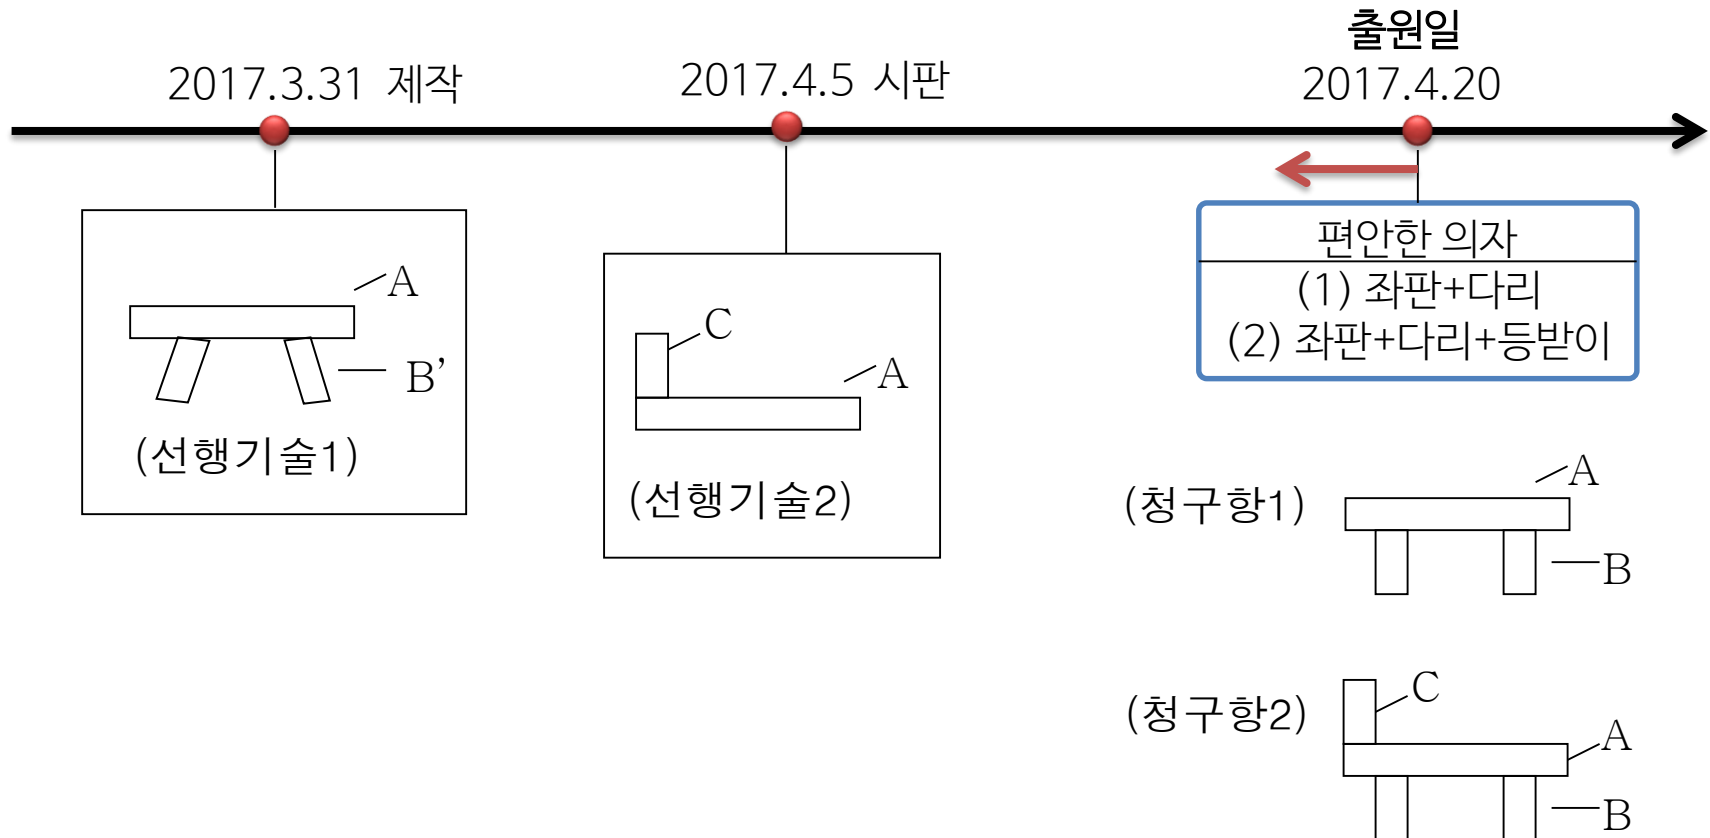 2017.3.31 제작
2017.4.5 시판
출원일
2017.4.20
A
B’
(선행기술1)
C
A
(선행기술2)
편안한 의자
(1) 좌판+다리
(2) 좌판+다리+등받이
(청구항1)
A
B
(청구항2)
C
A
B